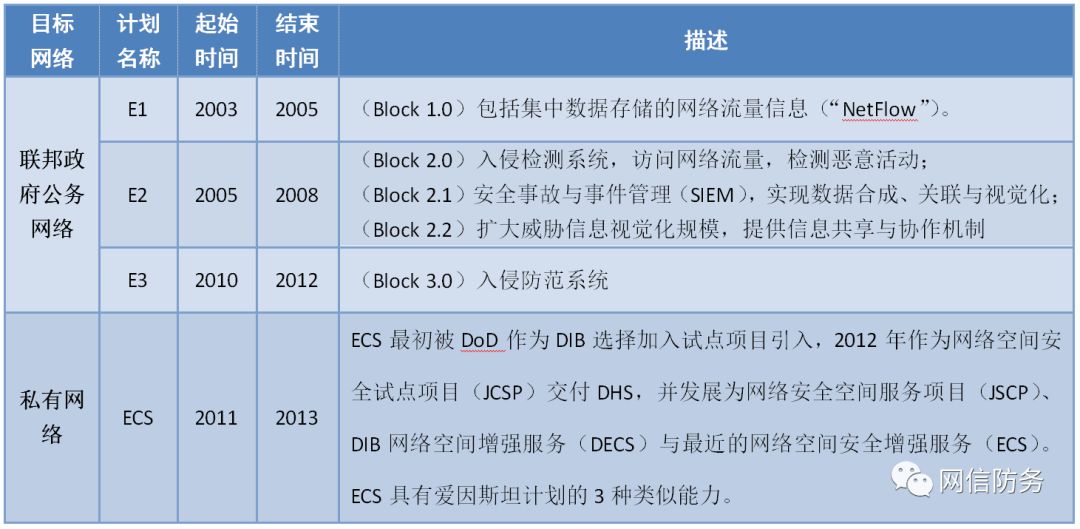 目标
网络
计划
名称
起始
时间
结束
时间
描述
联邦政
府公务
网络
E1
2003
2005
（Block 1.0）包括集中数据存储的网络流量信息（“NetFlow”）。
E2
2005
2008
（Block 2.0）入侵检测系统，访问网络流量，检测恶意活动；
（Block 2.1）安全事故与事件管理（SIEM），实现数据合成、关联与视觉化；
（Block 2.2）扩大威胁信息视觉化规模，提供信息共享与协作机制
E3
2010
2012
（Block 3.0）入侵防范系统
私有网
络
ECS
2011
2013
ECS 最初被 DoD 作为 DIB 选择加入试点项目引入，2012 年作为网络空间安
全试点项目（JCSP）交付 DHS，并发展为网络安全空间服务项目（JSCP）、
DIB 网络空间增强服务（DECS）与最近的网络空间安全增强服务（ECS）。
ECS 具有爱因斯坦计划的 3 种类似能力。
网信防务